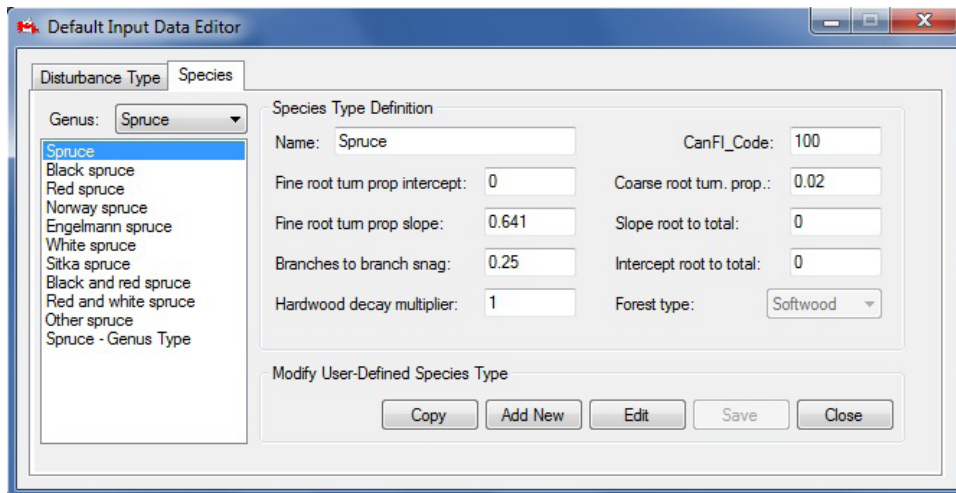 Default Input Data Editor
Disturbance Type Species
Genus: Spruce
Spruce
Black spruce
Red spruce
Norway spruce
Engelmann spruce
White spruce
Sitka spruce
Black and red spruce
Red and white spruce
Other spruce
Spruce - Genus Type
Species Type Definition
Name: Spruce CanFI_Code: 100
Fine root turn prop intercept: 0 Coarse root turn. prop.: 0.02
Fine root turn prop slope: 0.641 Slope root to total: 0
Branches to branch snag: 0.25 Intercept root to total: 0
Hardwood decay multiplier: 1 Forest type: Softwood
Modify User-Defined Species Type
Copy Add New Edit Save Close